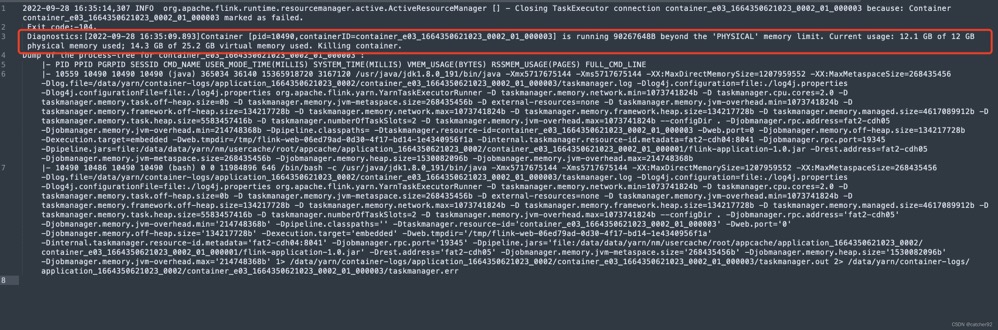 1 2022-09-28 16:35:14,307 INFO org.apache.flink.runtime.resourcemanager.active.ActiveResourceManager [] - Closing TaskExecutor connection container_e03_1664350621023_0002_01_000003 because: Container
container_e03_1664350621023_0002_01_000003 marked as failed.
2 Exit code:-104.
3 Diagnostics:[2022-09-28 16:35:09.893]Container [pid=10490,containerID=container_e03_1664350621023_0002_01_000003] is running 90267648B beyond the 'PHYSICAL' memory limit. Current usage: 12.1 GB of 12 GB
physical memory used; 14.3 GB of 25.2 GB virtual memory used. Killing container.
4 Dump of the process-tree for container_e03_1664350621023_0002_01_000003 :
5 |- PID PPID PGRPID SESSID CMD_NAME USER_MODE_TIME(MILLIS) SYSTEM_TIME(MILLIS) VMEM_USAGE(BYTES) RSSMEM_USAGE(PAGES) FULL_CMD_LINE
6 |- 10559 10490 10490 10490 (java) 365034 36140 15365918720 3167120 /usr/java/jdk1.8.0_191/bin/java -Xmx5717675144 -Xms5717675144 -XX:MaxDirectMemorySize=1207959552 -XX:MaxMetaspaceSize=268435456
-Dlog.file=/data/yarn/container-logs/application_1664350621023_0002/container_e03_1664350621023_0002_01_000003/taskmanager.log -Dlog4j.configuration=file:./log4j.properties
-Dlog4j.configurationFile=file:./log4j.properties org.apache.flink.yarn.YarnTaskExecutorRunner -D taskmanager.memory.network.min=1073741824b -D taskmanager.cpu.cores=2.0 -D
taskmanager.memory.task.off-heap.size=0b -D taskmanager.memory.jvm-metaspace.size=268435456b -D external-resources=none -D taskmanager.memory.jvm-overhead.min=1073741824b -D
taskmanager.memory.framework.off-heap.size=134217728b -D taskmanager.memory.network.max=1073741824b -D taskmanager.memory.framework.heap.size=134217728b -D taskmanager.memory.managed.size=4617089912b -D
taskmanager.memory.task.heap.size=5583457416b -D taskmanager.numberOfTaskSlots=2 -D taskmanager.memory.jvm-overhead.max=1073741824b --configDir . -Djobmanager.rpc.address=fat2-cdh05
-Djobmanager.memory.jvm-overhead.min=214748368b -Dpipeline.classpaths= -Dtaskmanager.resource-id=container_e03_1664350621023_0002_01_000003 -Dweb.port=0 -Djobmanager.memory.off-heap.size=134217728b
-Dexecution.target=embedded -Dweb.tmpdir=/tmp/flink-web-06ed79ad-0d30-4f17-bd14-1e4340956f1a -Dinternal.taskmanager.resource-id.metadata=fat2-cdh04:8041 -Djobmanager.rpc.port=19345
-Dpipeline.jars=file:/data/data/yarn/nm/usercache/root/appcache/application_1664350621023_0002/container_e03_1664350621023_0002_01_000001/flink-application-1.0.jar -Drest.address=fat2-cdh05
-Djobmanager.memory.jvm-metaspace.size=268435456b -Djobmanager.memory.heap.size=1530082096b -Djobmanager.memory.jvm-overhead.max=214748368b
7 |- 10490 10486 10490 10490 (bash) 0 0 11984896 646 /bin/bash -c /usr/java/jdk1.8.0_191/bin/java -Xmx5717675144 -Xms5717675144 -XX:MaxDirectMemorySize=1207959552 -XX:MaxMetaspaceSize=268435456
-Dlog.file=/data/yarn/container-logs/application_1664350621023_0002/container_e03_1664350621023_0002_01_000003/taskmanager.log -Dlog4j.configuration=file:./log4j.properties
-Dlog4j.configurationFile=file:./log4j.properties org.apache.flink.yarn.YarnTaskExecutorRunner -D taskmanager.memory.network.min=1073741824b -D taskmanager.cpu.cores=2.0 -D
taskmanager.memory.task.off-heap.size=0b -D taskmanager.memory.jvm-metaspace.size=268435456b -D external-resources=none -D taskmanager.memory.jvm-overhead.min=1073741824b -D
taskmanager.memory.framework.off-heap.size=134217728b -D taskmanager.memory.network.max=1073741824b -D taskmanager.memory.framework.heap.size=134217728b -D taskmanager.memory.managed.size=4617089912b -D
taskmanager.memory.task.heap.size=5583457416b -D taskmanager.numberOfTaskSlots=2 -D taskmanager.memory.jvm-overhead.max=1073741824b --configDir . -Djobmanager.rpc.address='fat2-cdh05'
-Djobmanager.memory.jvm-overhead.min='214748368b' -Dpipeline.classpaths='' -Dtaskmanager.resource-id='container_e03_1664350621023_0002_01_000003' -Dweb.port='0'
-Djobmanager.memory.off-heap.size='134217728b' -Dexecution.target='embedded' -Dweb.tmpdir='/tmp/flink-web-06ed79ad-0d30-4f17-bd14-1e4340956f1a'
-Dinternal.taskmanager.resource-id.metadata='fat2-cdh04:8041' -Djobmanager.rpc.port='19345' -Dpipeline.jars='file:/data/data/yarn/nm/usercache/root/appcache/application_1664350621023_0002/
container_e03_1664350621023_0002_01_000001/flink-application-1.0.jar' -Drest.address='fat2-cdh05' -Djobmanager.memory.jvm-metaspace.size='268435456b' -Djobmanager.memory.heap.size='1530082096b'
-Djobmanager.memory.jvm-overhead.max='214748368b' 1> /data/yarn/container-logs/application_1664350621023_0002/container_e03_1664350621023_0002_01_000003/taskmanager.out 2> /data/yarn/container-logs/
application_1664350621023_0002/container_e03_1664350621023_0002_01_000003/taskmanager.err
8